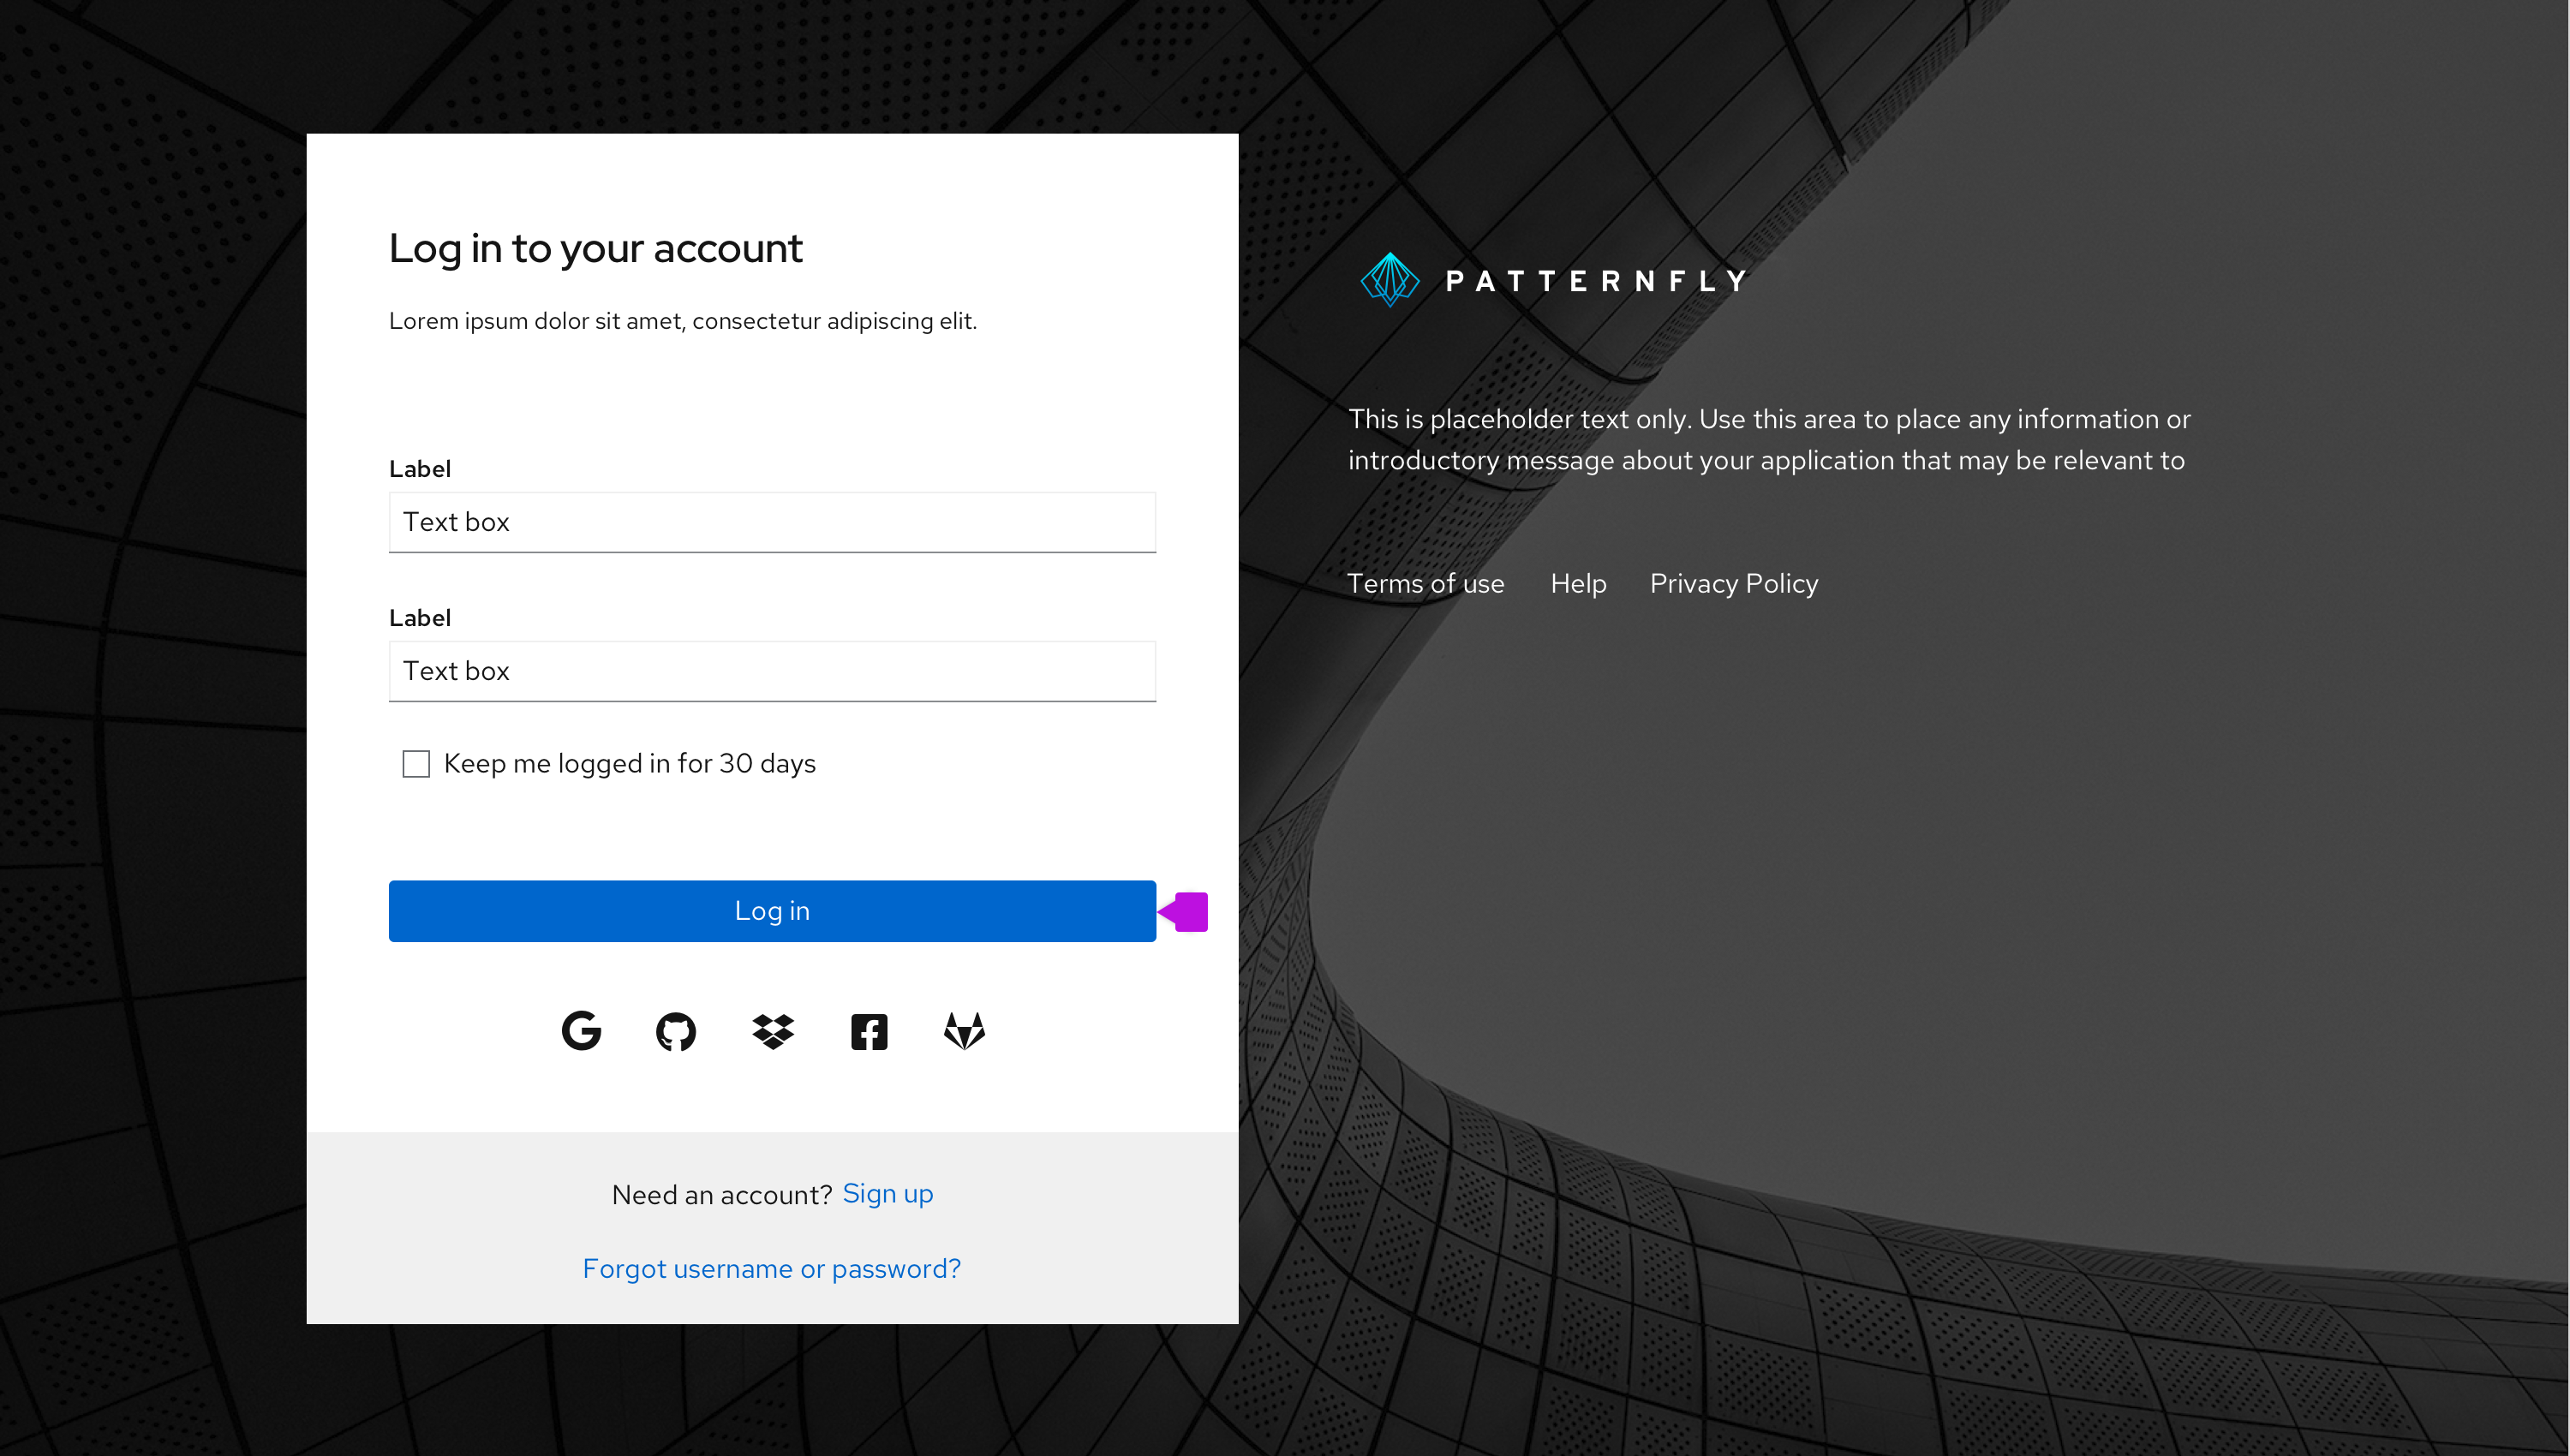 Log in to your account
Lorem ipsum dolor sit amet, consectetur adipiscing elit.
Label
Text box
Label
Text box
Keep me logged in for 30 days
Log in
Need an account? Sign up
Forgot username or password?
PATTERNFLY
This is placeholder text only. Use this area to place any information or
introductory message about your application that may be relevant to
Terms of use Help Privacy Policy